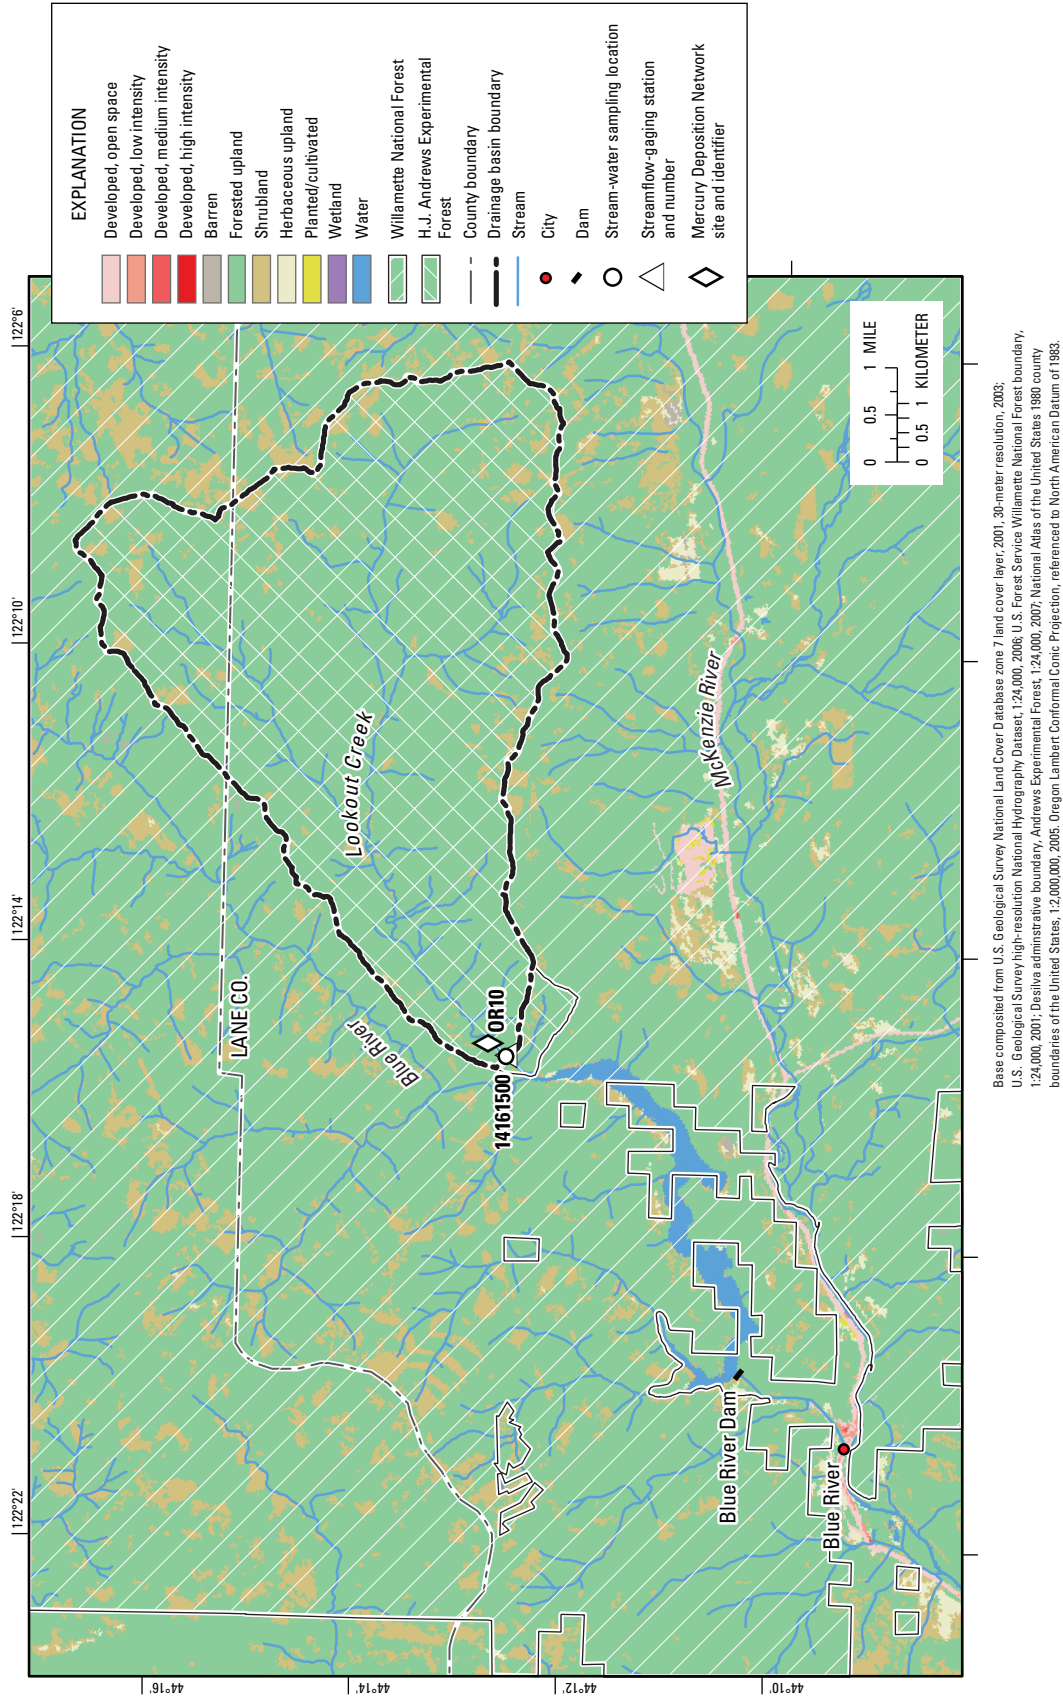 EXPLANATION
Developed, open space
Developed, low intensity
Developed, medium intensity
Developed, high intensity
Barren
Forested upland
Shrubland
Herbaceous upland
Planted/cultivated
Wetland
Water
Willamette National Forest
H.J. Andrews Experimental
Forest
County boundary
Drainage basin boundary
Stream
City
Dam
Stream-water sampling location
Streamflow-gaging station
and number
Mercury Deposition Network
site and identifier
122°22'
122°18'
122°14'
122°10'
122°6'
44°16'
44°14'
44°12'
44°10'
LANE CO.
Lookout Creek
Blue River
OR10
14161500
McKenzie River
Blue River Dam
Blue River
0 0.5 1 MILE
0 0.5 1 KILOMETER
Base composited from U.S. Geological Survey National Land Cover Database zone 7 land cover layer, 2001, 30-meter resolution, 2003;
U.S. Geological Survey high-resolution National Hydrography Dataset, 1:24,000, 2006; U.S. Forest Service Willamette National Forest boundary,
1:24,000, 2001; Desilva adminstrative boundary, Andrews Experimental Forest, 1:24,000, 2007; National Atlas of the United States 1980 county
boundaries of the United States, 1:2,000,000, 2005. Oregon Lambert Conformal Conic Projection, referenced to North American Datum of 1983.